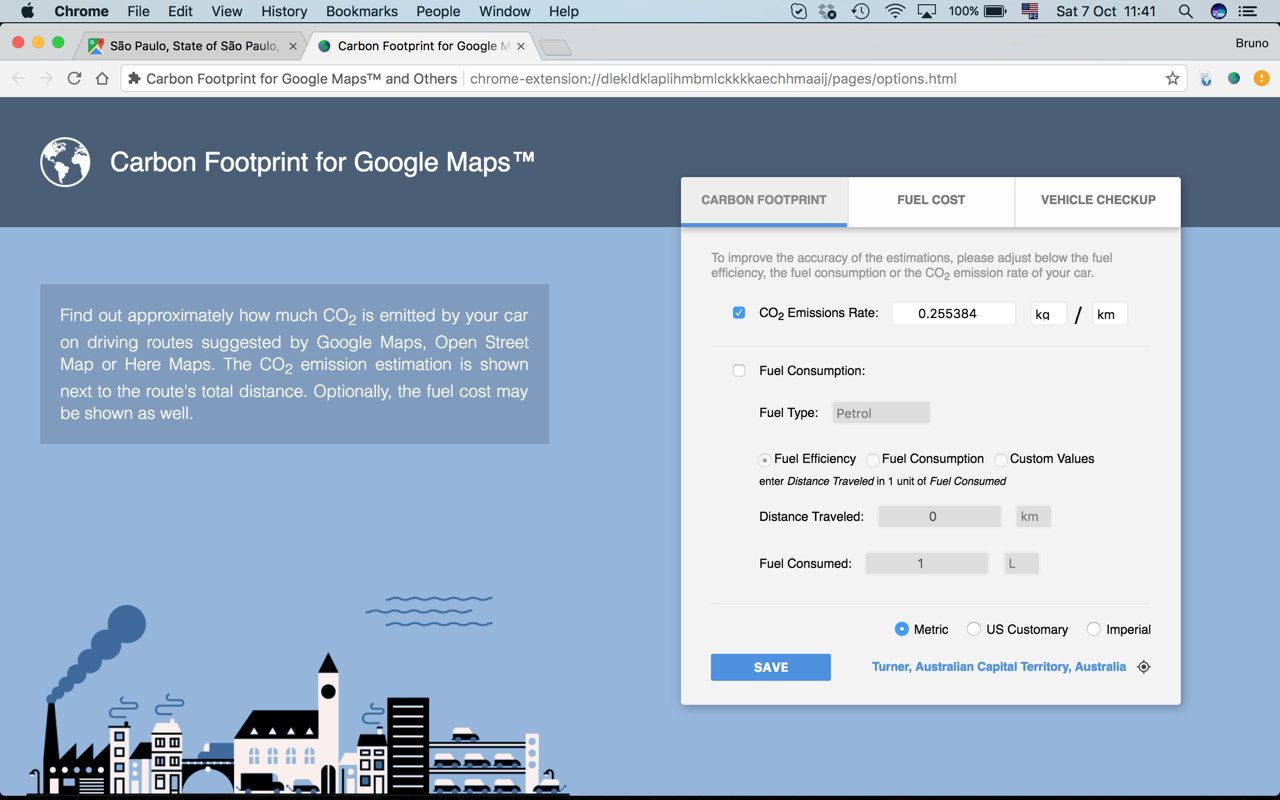 Chrome File Edit View History Bookmarks People Window Help 100% Sat 7 Oct 11:41
São Paulo, State of São Paulo, Carbon Footprint for Google M Bruno
Carbon Footprint for Google Maps™ and Others chrome-extension://dlekldklaplihmbmlckkkkaechhmaaij/pages/options.html
Carbon Footprint for Google Maps™
CARBON FOOTPRINT FUEL COST VEHICLE CHECKUP
To improve the accuracy of the estimations, please adjust below the fuel
efficiency, the fuel consumption or the CO2 emission rate of your car.
Find out approximately how much CO2 is emitted by your car
on driving routes suggested by Google Maps, Open Street
Map or Here Maps. The CO2 emission estimation is shown
next to the route's total distance. Optionally, the fuel cost may
be shown as well.
CO2 Emissions Rate: 0.255384 kg / km
Fuel Consumption:
Fuel Type: Petrol
Fuel Efficiency Fuel Consumption Custom Values
enter Distance Traveled in 1 unit of Fuel Consumed
Distance Traveled: 0 km
Fuel Consumed: 1 L
Metric US Customary Imperial
SAVE Turner, Australian Capital Territory, Australia